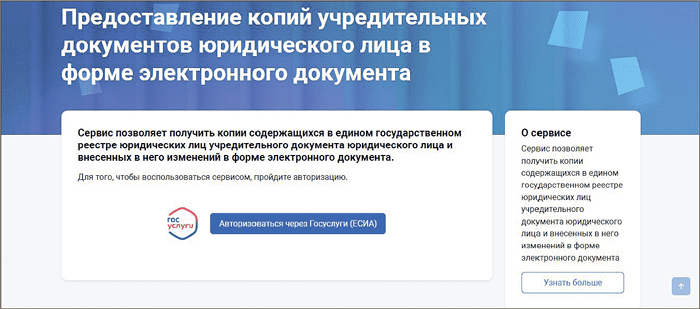 Предоставление копий учредительных
документов юридического лица в
форме электронного документа
Сервис позволяет получить копии содержащихся в едином государственном
реестре юридических лиц учредительного документа юридического лица и
внесенных в него изменений в форме электронного документа.
Для того, чтобы воспользоваться сервисом, пройдите авторизацию.
гос
услуги
Авторизоваться через Госуслуги (ЕСИА)
О сервисе
Сервис позволяет
получить копии
содержащихся в едином
государственном реестре
юридических лиц
учредительного
документа юридического
лица и внесенных в него
изменений в форме
электронного документа
Узнать больше